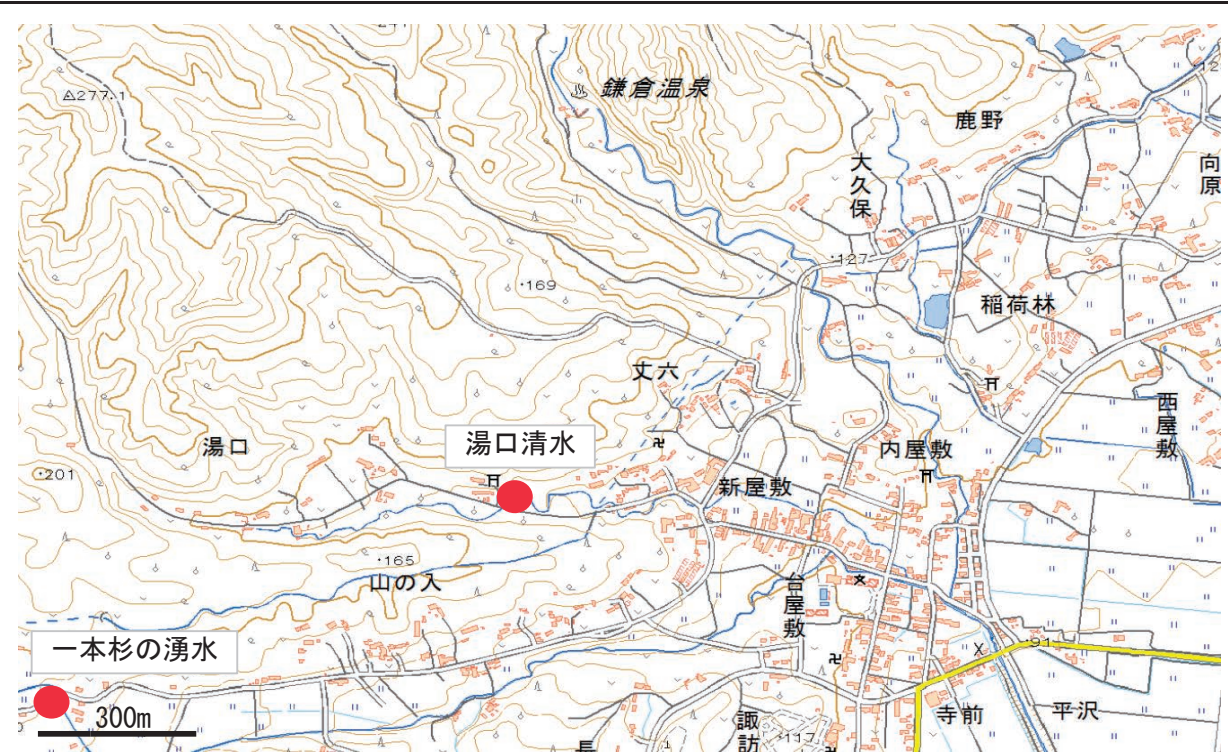 277.1
鎌倉温泉
鹿野
大久保
向原
127
169
稲荷林
丈六
西屋敷
湯口清水
湯口
内屋敷
201
新屋敷
165
山の入
台屋敷
一本杉の湧水
91
300m
寺前
平沢
諏訪
117
長